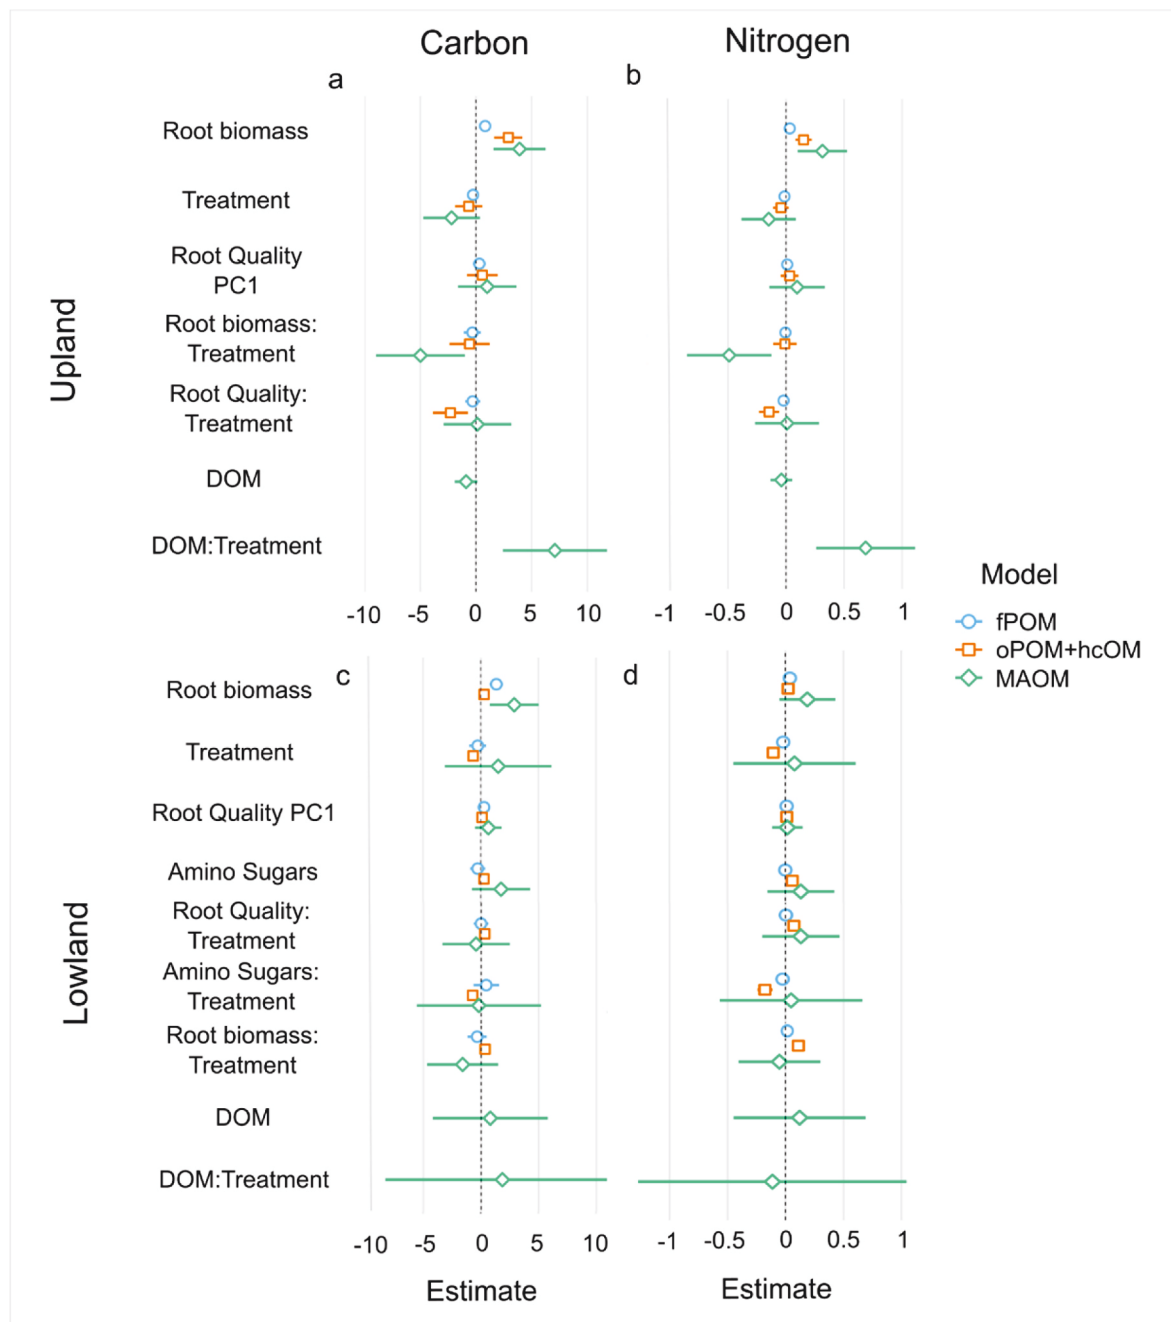 Carbon
Nitrogen
a
b
Upland
Root biomass
Treatment
Root Quality
PC1
Root biomass:
Treatment
Root Quality:
Treatment
DOM
DOM:Treatment
-10 -5 0 5 10
-1 -0.5 0 0.5 1
Model
fPOM
oPOM+hcOM
MAOM
c
d
Lowland
Root biomass
Treatment
Root Quality PC1
Amino Sugars
Root Quality:
Treatment
Amino Sugars:
Treatment
Root biomass:
Treatment
DOM
DOM:Treatment
-10 -5 0 5 10
-1 -0.5 0 0.5 1
Estimate
Estimate